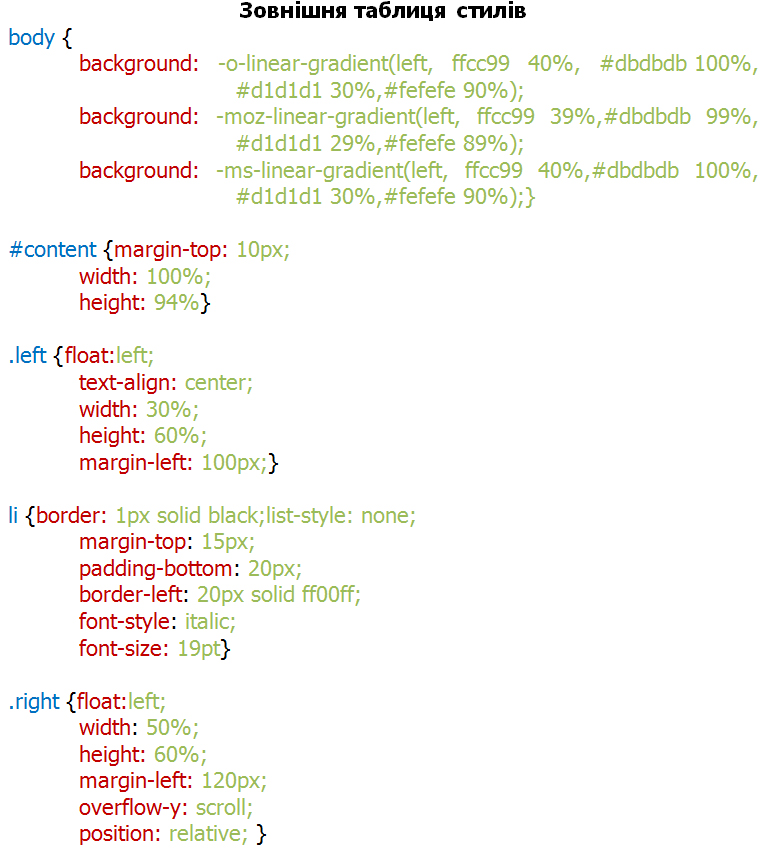 Зовнішня таблиця стилів
body {
background: -o-linear-gradient(left, ffcc99 40%, #dbdbdb 100%,
#d1d1d1 30%,#fefefe 90%);
background: -moz-linear-gradient(left, ffcc99 39%,#dbdbdb 99%,
#d1d1d1 29%,#fefefe 89%);
background: -ms-linear-gradient(left, ffcc99 40%,#dbdbdb 100%,
#d1d1d1 30%,#fefefe 90%);}
#content {margin-top: 10px;
width: 100%;
height: 94%}
.left {float:left;
text-align: center;
width: 30%;
height: 60%;
margin-left: 100px;}
li {border: 1px solid black;list-style: none;
margin-top: 15px;
padding-bottom: 20px;
border-left: 20px solid ff00ff;
font-style: italic;
font-size: 19pt}
.right {float:left;
width: 50%;
height: 60%;
margin-left: 120px;
overflow-y: scroll;
position: relative; }